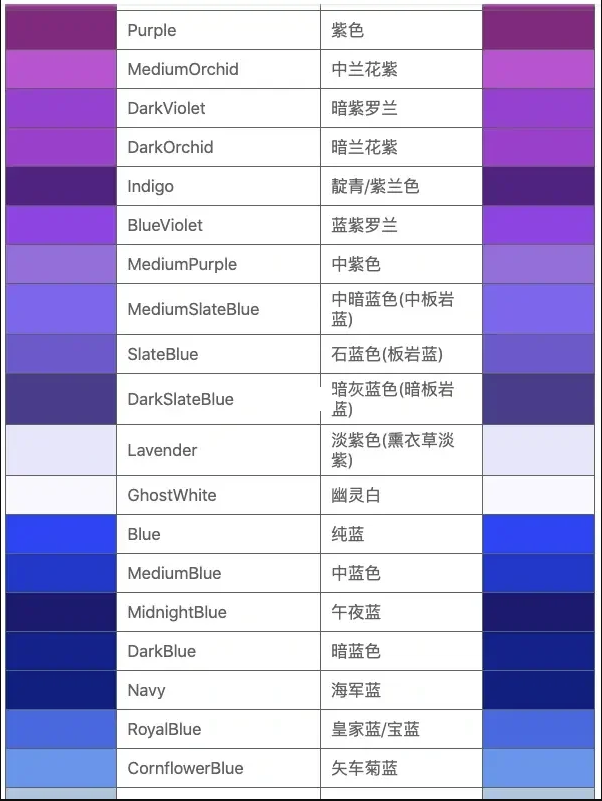 Purple 紫色
MediumOrchid 中兰花紫
DarkViolet 暗紫罗兰
DarkOrchid 暗兰花紫
Indigo 靛青/紫兰色
BlueViolet 蓝紫罗兰
MediumPurple 中紫色
MediumSlateBlue 中暗蓝色(中板岩
蓝)
SlateBlue 石蓝色(板岩蓝)
DarkSlateBlue 暗灰蓝色(暗板岩
蓝)
Lavender 淡紫色(熏衣草淡
紫)
GhostWhite 幽灵白
Blue 纯蓝
MediumBlue 中蓝色
MidnightBlue 午夜蓝
DarkBlue 暗蓝色
Navy 海军蓝
RoyalBlue 皇家蓝/宝蓝
CornflowerBlue 矢车菊蓝